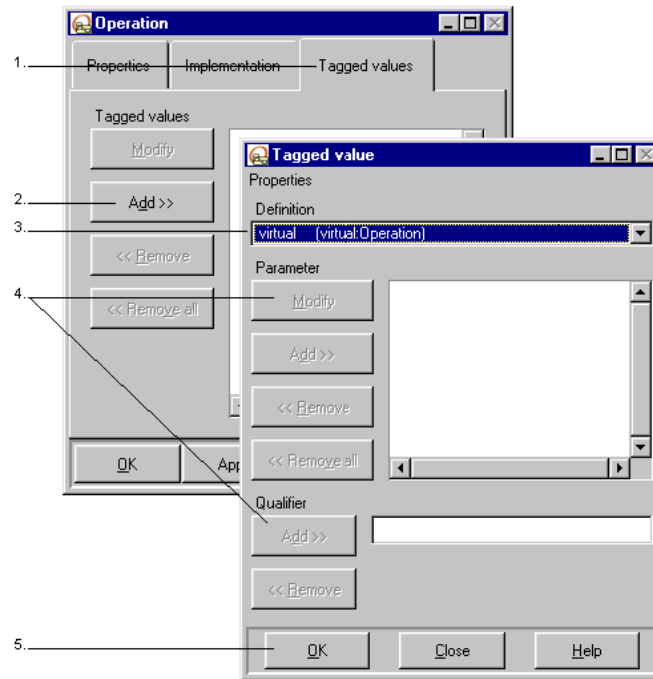 Operation
1.
Properties
Implementation
Tagged values
Tagged values
Modify
2.
Add >>
<< Remove
<< Remove all
OK
Tagged value
Properties
Definition
3.
virtual (virtual:Operation)
Parameter
4.
Modify
Add >>
<< Remove
<< Remove all
Qualifier
Add >>
<< Remove
5.
OK
Close
Help